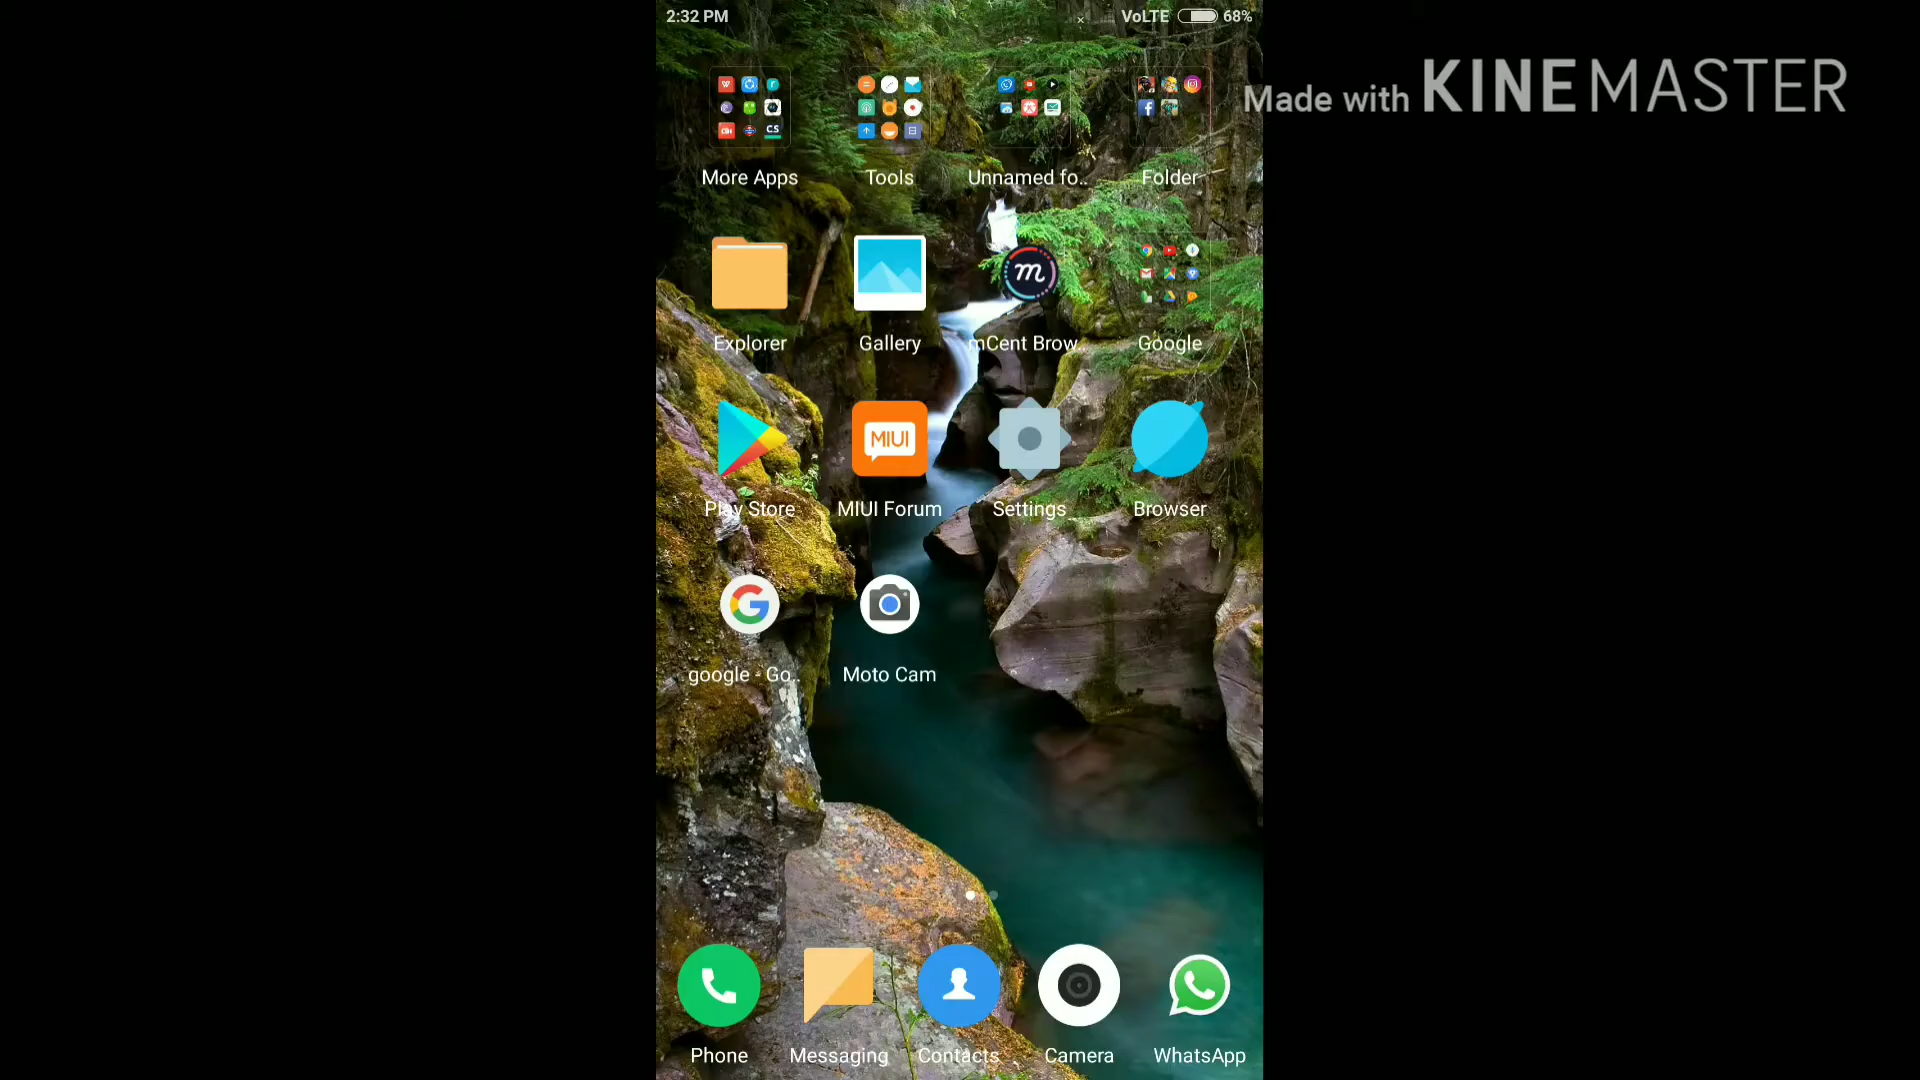 2:32 PM
VoLTE 68%
Made with KINEMASTER
More Apps
Tools
Unnamed fo..
Folder
CS
Explorer
Gallery
mCent Brow..
Google
m
MIUI
Play Store
MIUI Forum
Settings
Browser
G
google - Go..
Moto Cam
Phone
Messaging
Contacts
Camera
WhatsApp